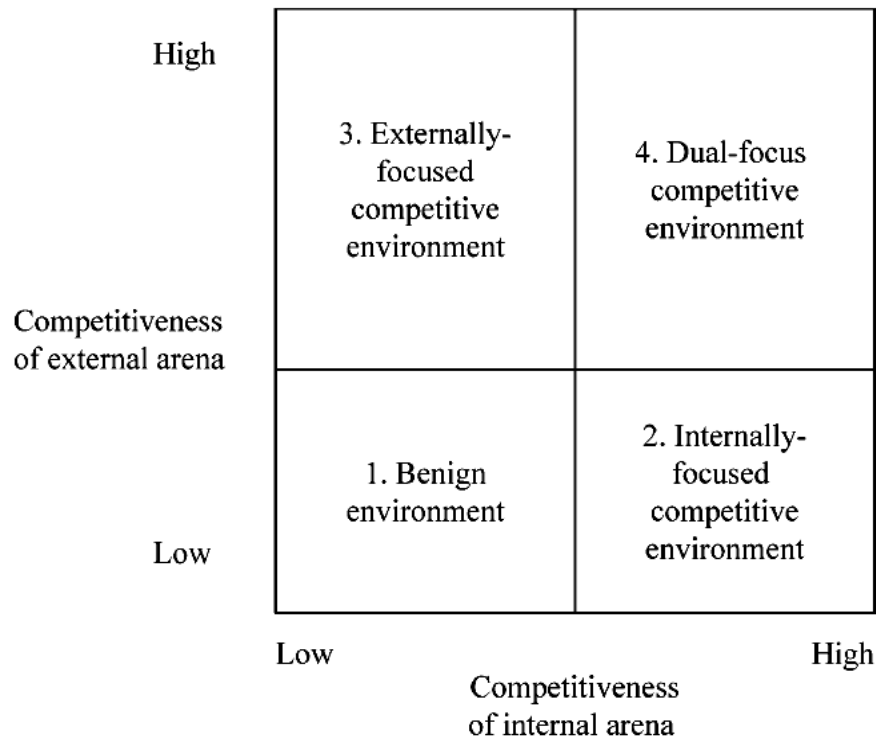 High
3. Externally-
focused
competitive
environment
4. Dual-focus
competitive
environment
Competitiveness
of external arena
1. Benign
environment
2. Internally-
focused
competitive
environment
Low
Low
High
Competitiveness
of internal arena